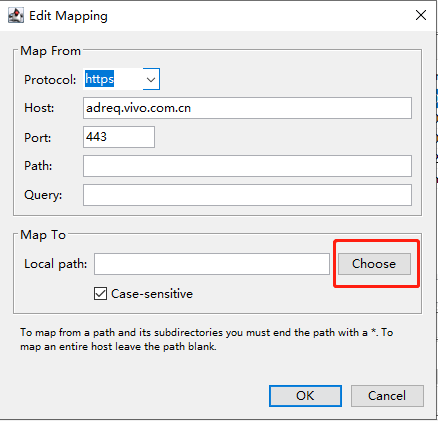 Edit Mapping
Map From
Protocol: https
Host: adreq.vivo.com.cn
Port: 443
Path:
Query:
Map To
Local path: Choose
Case-sensitive
To map from a path and its subdirectories you must end the path with a *. To
map an entire host leave the path blank.
OK Cancel